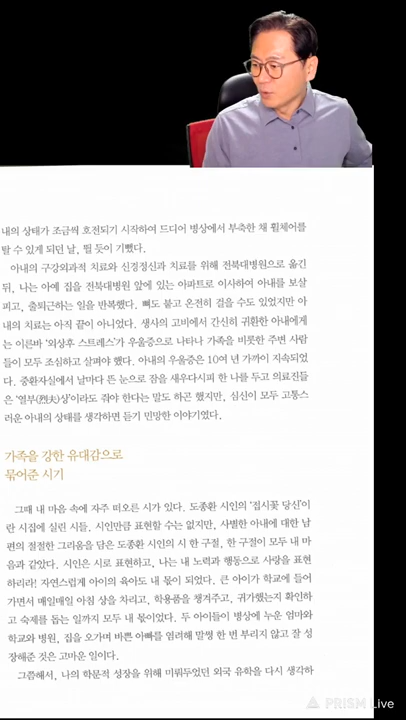 내의 상태가 조금씩 호전되기 시작하여 드디어 병상에서 부축한 채 휠체어를
탈 수 있게 되던 날, 뛸 듯이 기뻤다.
아내의 구강외과적 치료와 신경정신과 치료를 위해 전북대병원으로 옮긴
뒤, 나는 아예 집을 전북대병원 앞에 있는 아파트로 이사하여 아내를 보살
피고, 출퇴근하는 일을 반복했다. 뼈도 붙고 온전히 걸을 수도 있었지만 아
내의 치료는 아직 끝이 아니었다. 생사의 고비에서 간신히 귀환한 아내에게
는 이른바 '외상후 스트레스'가 우울증으로 나타나 가족을 비롯한 주변 사람
들이 모두 조심하고 살펴야 했다. 아내의 우울증은 10여 년 가까이 지속되었
다. 중환자실에서 날마다 뜬 눈으로 잠을 새우다시피 한 나를 두고 의료진들
은 '열부(烈夫)상'이라도 줘야 한다는 말도 하곤 했지만, 심신이 모두 고통스
러운 아내의 상태를 생각하면 듣기 민망한 이야기였다.
가족을 강한 유대감으로
묶어준 시기
그때 내 마음 속에 자주 떠오른 시가 있다. 도종환 시인의 '접시꽃 당신'이
란 시집에 실린 시들. 시인만큼 표현할 수는 없지만, 사별한 아내에 대한 남
편의 절절한 그리움을 담은 도종환 시인의 시 한 구절, 한 구절이 모두 내 마
음과 같았다. 시인은 시로 표현하고, 나는 내 노력과 행동으로 사랑을 표현
하리라! 자연스럽게 아이의 육아도 내 몫이 되었다. 큰 아이가 학교에 들어
가면서 매일매일 아침 상을 차리고, 학용품을 챙겨주고, 귀가했는지 확인하
고 숙제를 돕는 일까지 모두 내 몫이었다. 두 아이들이 병상에 누운 엄마와
학교와 병원, 집을 오가며 바쁜 아빠를 염려해 말썽 한 번 부리지 않고 잘 성
장해준 것은 고마운 일이다.
그즘해서, 나의 학문적 성장을 위해 미뤄두었던 외국 유학을 다시 생각하
PRISM Live